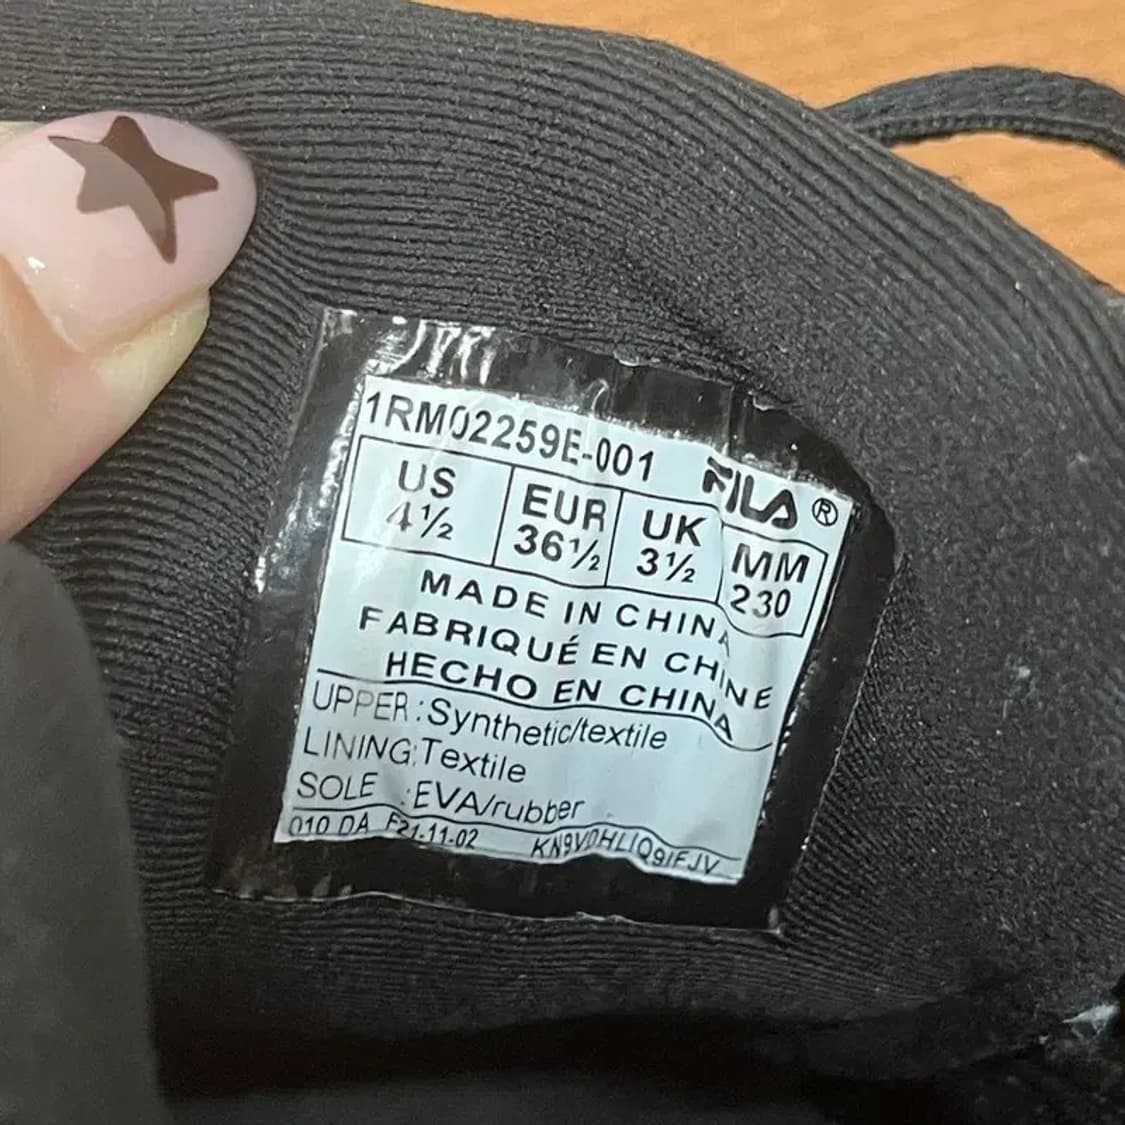 1RM02259E-001 FILA®
US EUR UK MM
4½ 36½ 3½ 230
MADE IN CHINA
FABRIQUÉ EN CHINE
HECHO EN CHINA
UPPER:Synthetic/textile
LINING:Textile
SOLE :EVA/rubber
010 DA F21-11-02